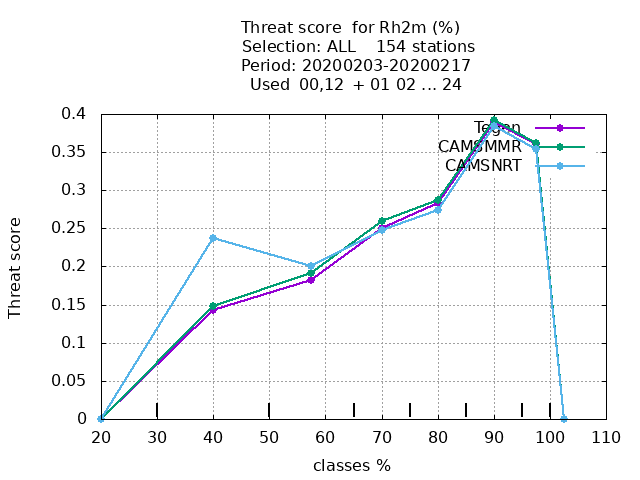 Threat score for Rh2m (%)
Selection: ALL 154 stations
Period: 20200203-20200217
Used 00,12 + 01 02 ... 24
Threat score
0.4
0.35
0.3
0.25
0.2
0.15
0.1
0.05
0
Tegen
CAMSMMR
CAMSNRT
20 30 40 50 60 70 80 90 100 110
classes %